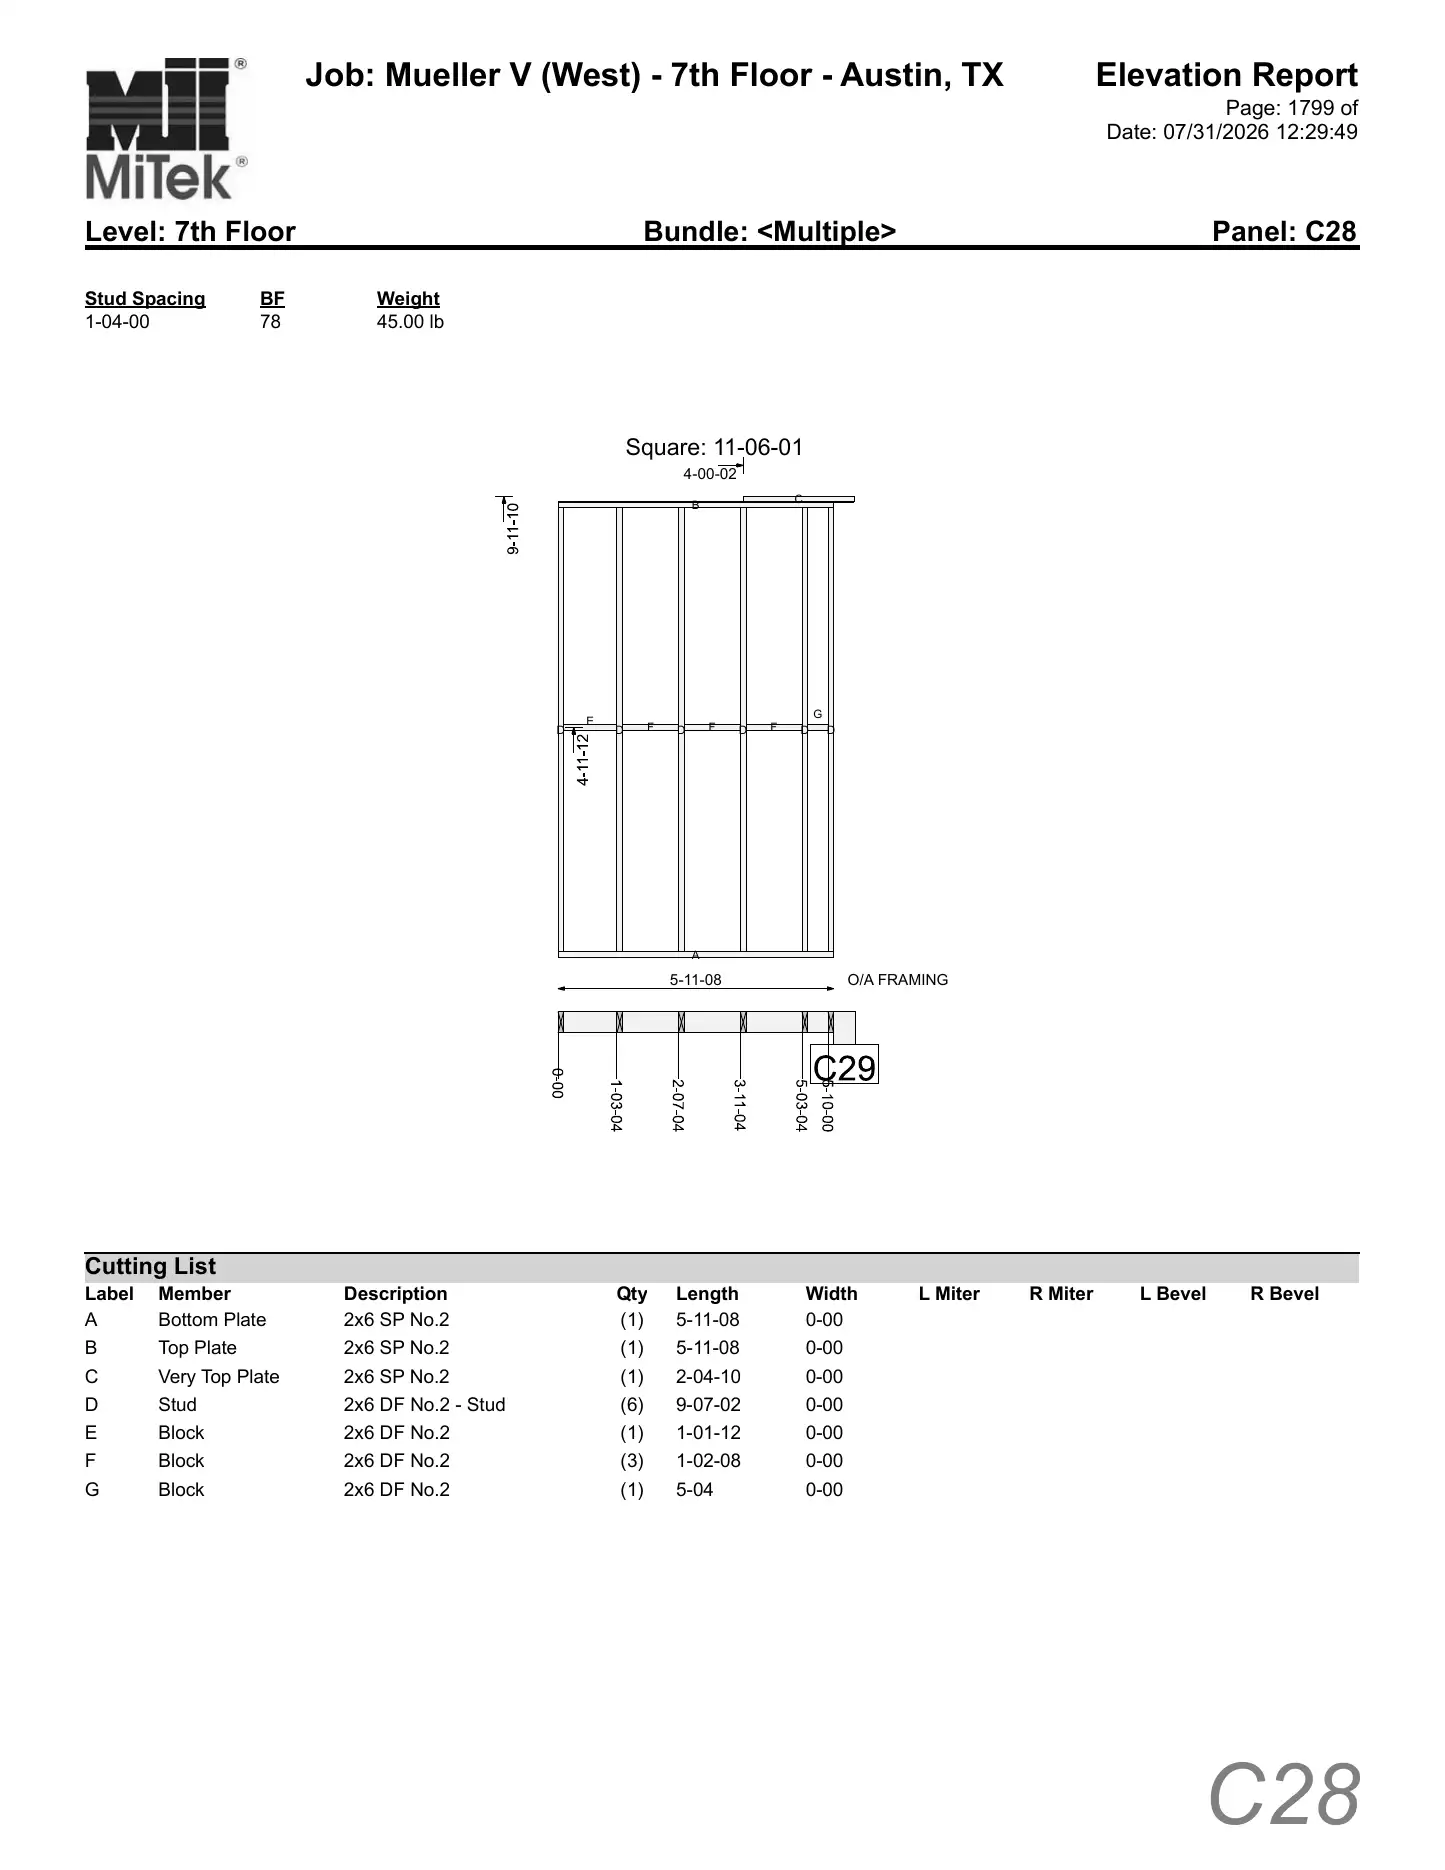 MiTek®
Job: Mueller V (West) - 7th Floor - Austin, TX
Elevation Report
Page: 1799 of
Date: 07/31/2026 12:29:49
Level: 7th Floor Bundle: <Multiple> Panel: C28
Stud Spacing BF Weight
1-04-00 78 45.00 lb
Square: 11-06-01
4-00-02
C
B
9-11-10
G
F F F
D D D D D D
4-11-12
A
5-11-08 O/A FRAMING
C29
0-00 1-03-04 2-07-04 3-11-04 5-03-04 5-10-00
Cutting List
Label Member Description Qty Length Width L Miter R Miter L Bevel R Bevel
A Bottom Plate 2x6 SP No.2 (1) 5-11-08 0-00
B Top Plate 2x6 SP No.2 (1) 5-11-08 0-00
C Very Top Plate 2x6 SP No.2 (1) 2-04-10 0-00
D Stud 2x6 DF No.2 - Stud (6) 9-07-02 0-00
E Block 2x6 DF No.2 (1) 1-01-12 0-00
F Block 2x6 DF No.2 (3) 1-02-08 0-00
G Block 2x6 DF No.2 (1) 5-04 0-00
C28